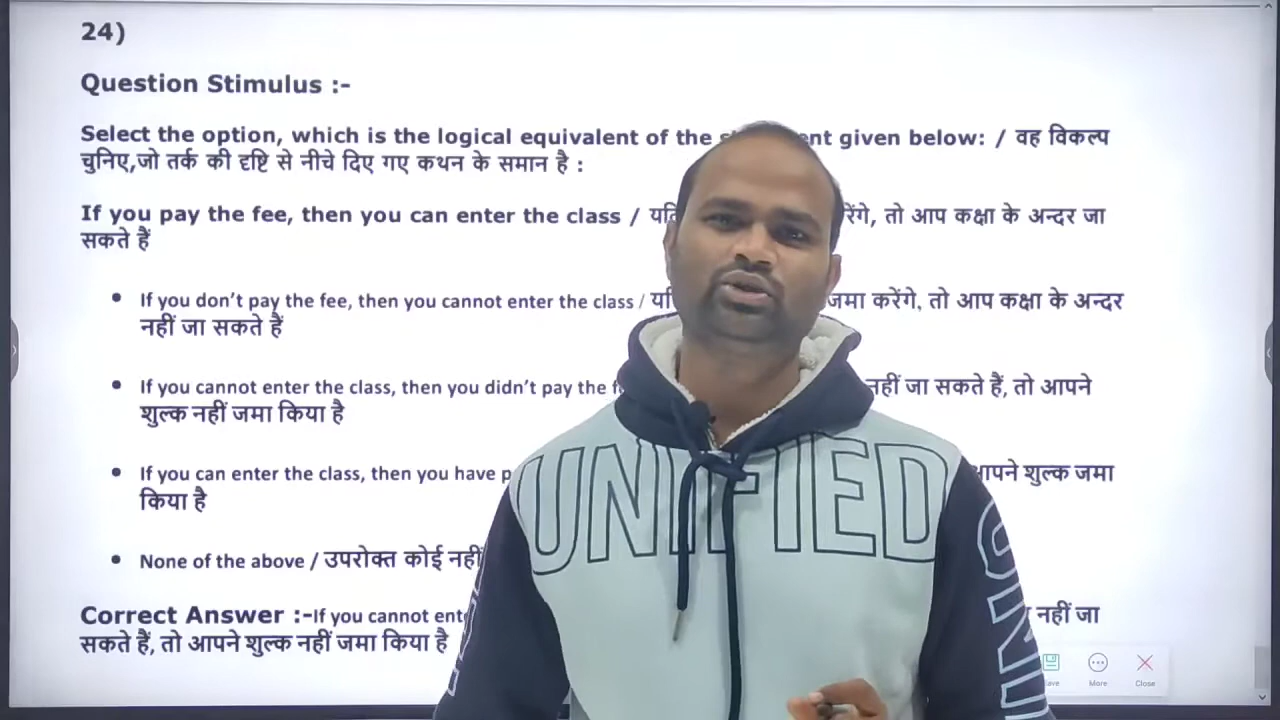 24)
Question Stimulus :-
Select the option, which is the logical equivalent of the given below: / वह विकल्प
चुनिए,जो तर्क की दृष्टि से नीचे दिए गए कथन के समान है :
If you pay the fee, then you can enter the class / रेंगे, तो आप कक्षा के अन्दर जा
सकते हैं
• If you don't pay the fee, then you cannot enter the class / जमा करेंगे, तो आप कक्षा के अन्दर
नहीं जा सकते हैं
• If you cannot enter the class, then you didn't pay the नहीं जा सकते हैं, तो आपने
शुल्क नहीं जमा किया है
• If you can enter the class, then you have आपने शुल्क जमा
किया है
• None of the above / उपरोक्त कोई नहीं
Correct Answer :-If you cannot नहीं जा
सकते हैं, तो आपने शुल्क नहीं जमा किया है
UNIFIED
More Close